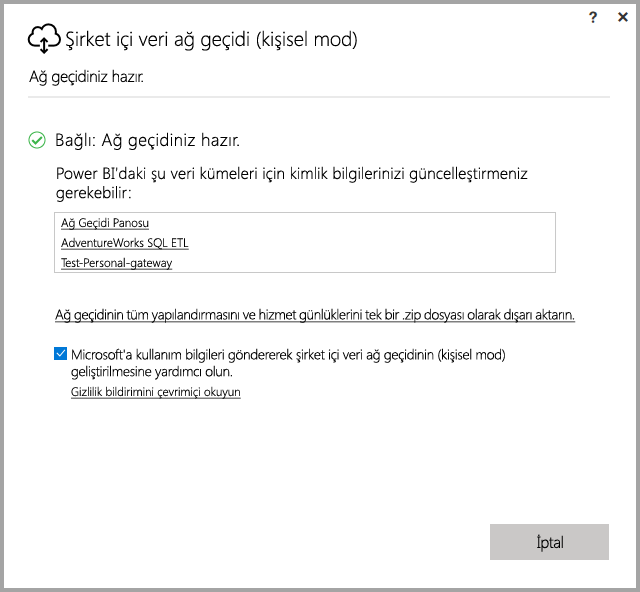 ? ×
Şirket içi veri ağ geçidi (kişisel mod)
Ağ geçidiniz hazır.
Bağlı: Ağ geçidiniz hazır.
Power BI'daki şu veri kümeleri için kimlik bilgilerinizi güncelleştirmeniz
gerekebilir:
Ağ Geçidi Panosu
AdventureWorks SQL ETL
Test-Personal-gateway
Ağ geçidinin tüm yapılandırmasını ve hizmet günlüklerini tek bir .zip dosyası olarak dışarı aktarın.
Microsoft'a kullanım bilgileri göndererek şirket içi veri ağ geçidinin (kişisel mod)
geliştirilmesine yardımcı olun.
Gizlilik bildirimini çevrimiçi okuyun
İptal